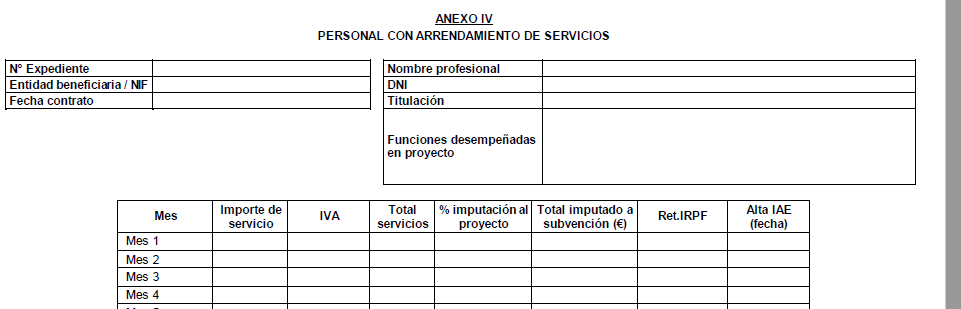 ANEXO IV
PERSONAL CON ARRENDAMIENTO DE SERVICIOS
Nº Expediente
Entidad beneficiaria / NIF
Fecha contrato
Nombre profesional
DNI
Titulación
Funciones desempeñadas
en proyecto
Mes
Importe de
servicio
IVA
Total
servicios
% imputación al
proyecto
Total imputado a
subvención (€)
Ret.IRPF
Alta IAE
(fecha)
Mes 1
Mes 2
Mes 3
Mes 4